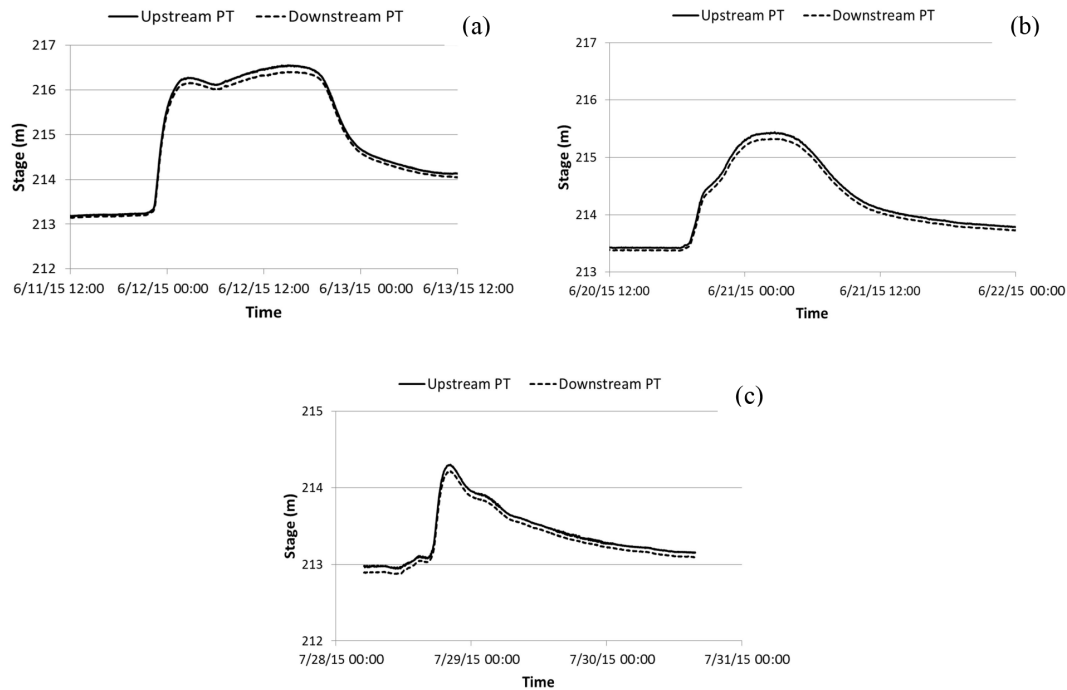 Upstream PT Downstream PT (a)
217
216
215
214
213
212
Stage (m)
6/11/15 12:00 6/12/15 00:00 6/12/15 12:00 6/13/15 00:00 6/13/15 12:00
Time
Upstream PT Downstream PT (b)
217
216
215
214
213
Stage (m)
6/20/15 12:00 6/21/15 00:00 6/21/15 12:00 6/22/15 00:00
Time
Upstream PT Downstream PT (c)
215
214
213
212
Stage (m)
7/28/15 00:00 7/29/15 00:00 7/30/15 00:00 7/31/15 00:00
Time